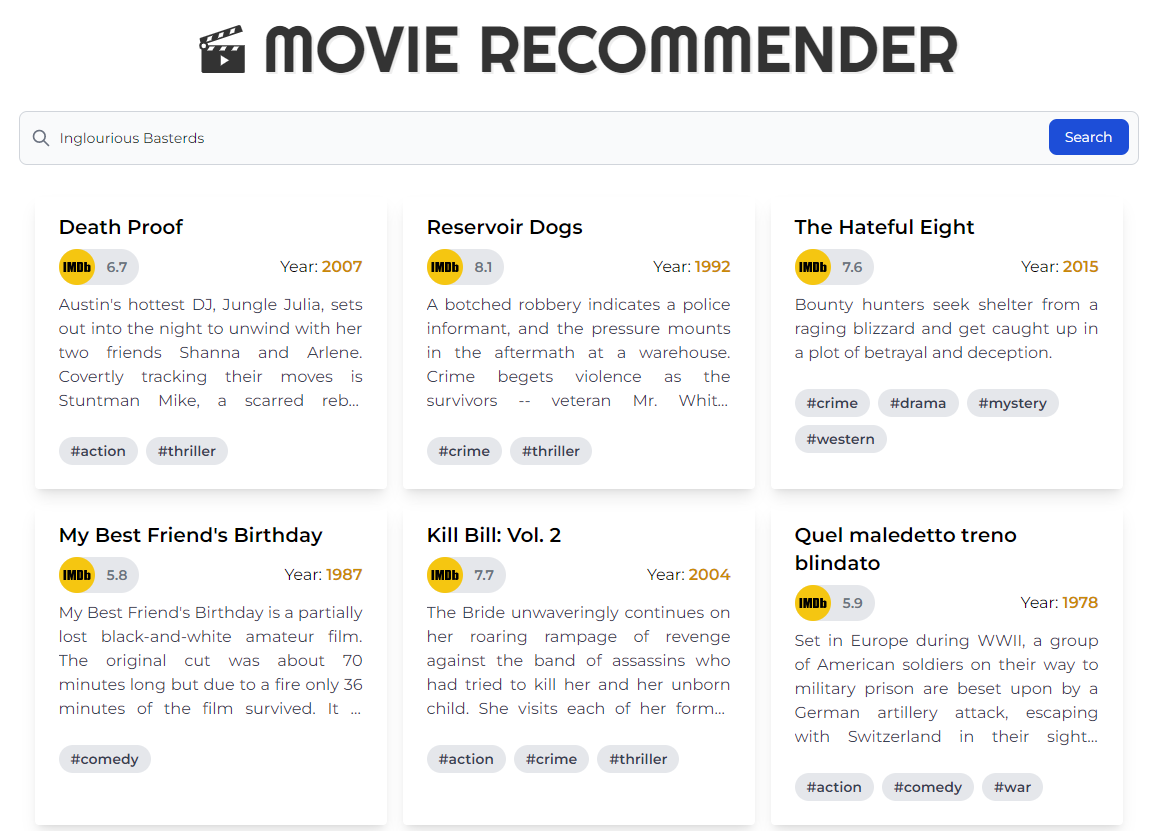 MOVIE RECOMMENDER
Inglourious Basterds
Search
Death Proof
IMDb 6.7
Year: 2007
Austin's hottest DJ, Jungle Julia, sets
out into the night to unwind with her
two friends Shanna and Arlene.
Covertly tracking their moves is
Stuntman Mike, a scarred reb...
#action #thriller
Reservoir Dogs
IMDb 8.1
Year: 1992
A botched robbery indicates a police
informant, and the pressure mounts
in the aftermath at a warehouse.
Crime begets violence as the
survivors -- veteran Mr. Whit...
#crime #thriller
The Hateful Eight
IMDb 7.6
Year: 2015
Bounty hunters seek shelter from a
raging blizzard and get caught up in
a plot of betrayal and deception.
#crime #drama #mystery
#western
My Best Friend's Birthday
IMDb 5.8
Year: 1987
My Best Friend's Birthday is a partially
lost black-and-white amateur film.
The original cut was about 70
minutes long but due to a fire only 36
minutes of the film survived. It ...
#comedy
Kill Bill: Vol. 2
IMDb 7.7
Year: 2004
The Bride unwaveringly continues on
her roaring rampage of revenge
against the band of assassins who
had tried to kill her and her unborn
child. She visits each of her form...
#action #crime #thriller
Quel maledetto treno
blindato
IMDb 5.9
Year: 1978
Set in Europe during WWII, a group
of American soldiers on their way to
military prison are beset upon by a
German artillery attack, escaping
with Switzerland in their sight...
#action #comedy #war